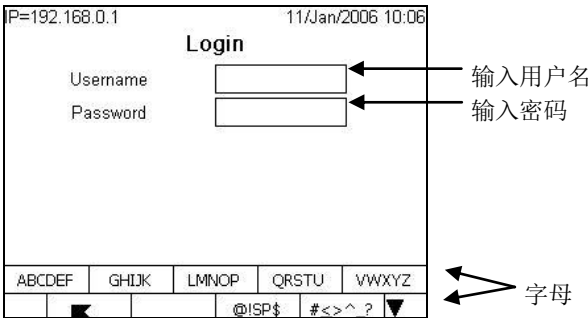 IP=192.168.0.1 11/Jan/2006 10:06
Login
Username 输入用户名
Password 输入密码
ABCDEF GHIJK LMNOP QRSTU VWXYZ
@!SP$ #<>^_?
字母